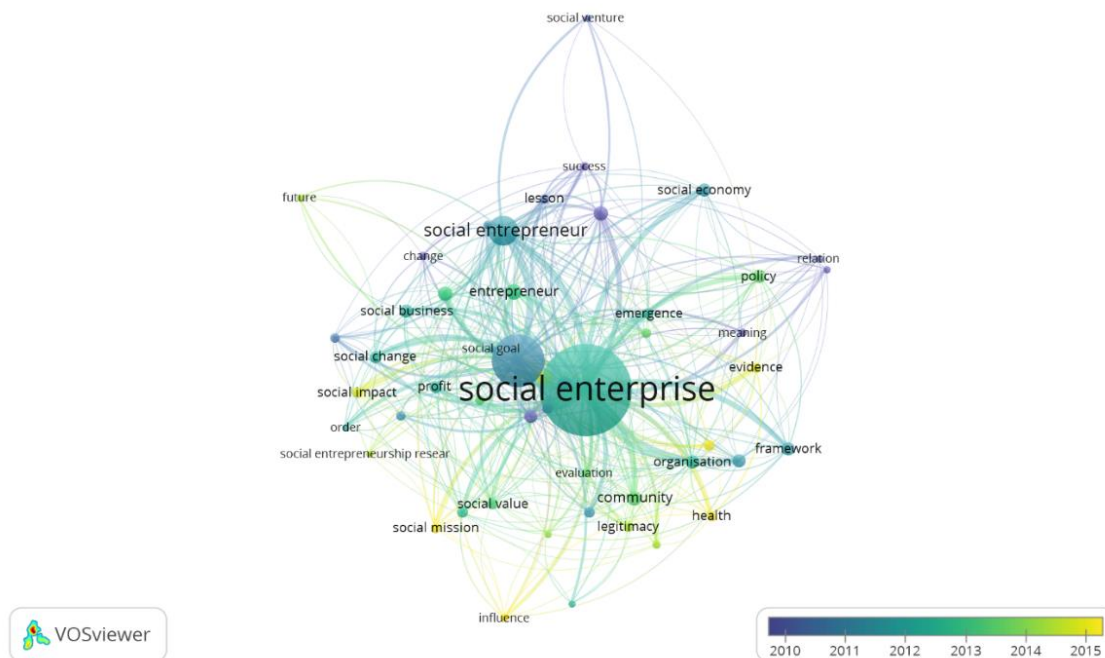 social venture
success
future
lesson
social economy
social entrepreneur
change
relation
policy
entrepreneur
social business
emergence
meaning
social goal
social change
evidence
profit
social enterprise
social impact
order
framework
social entrepreneurship resear
organisation
evaluation
community
social value
health
social mission
legitimacy
influence
VOSviewer
2010 2011 2012 2013 2014 2015